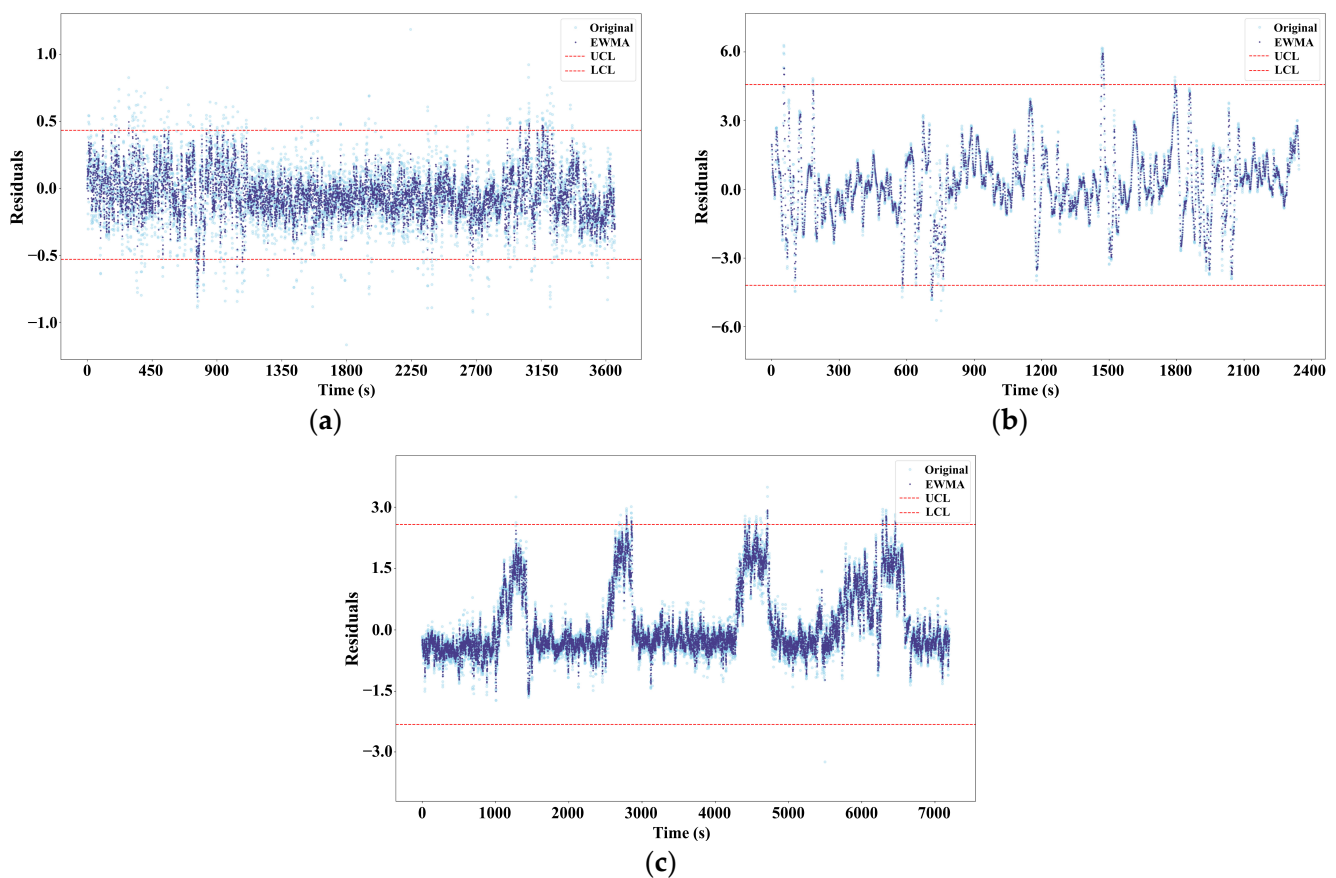 Original
EWMA
UCL
LCL
1.0
0.5
0.0
−0.5
−1.0
Residuals
0 450 900 1350 1800 2250 2700 3150 3600
Time (s)
(a)
Original
EWMA
UCL
LCL
6.0
3.0
0.0
−3.0
−6.0
Residuals
0 300 600 900 1200 1500 1800 2100 2400
Time (s)
(b)
Original
EWMA
UCL
LCL
3.0
1.5
0.0
−1.5
−3.0
Residuals
0 1000 2000 3000 4000 5000 6000 7000
Time (s)
(c)